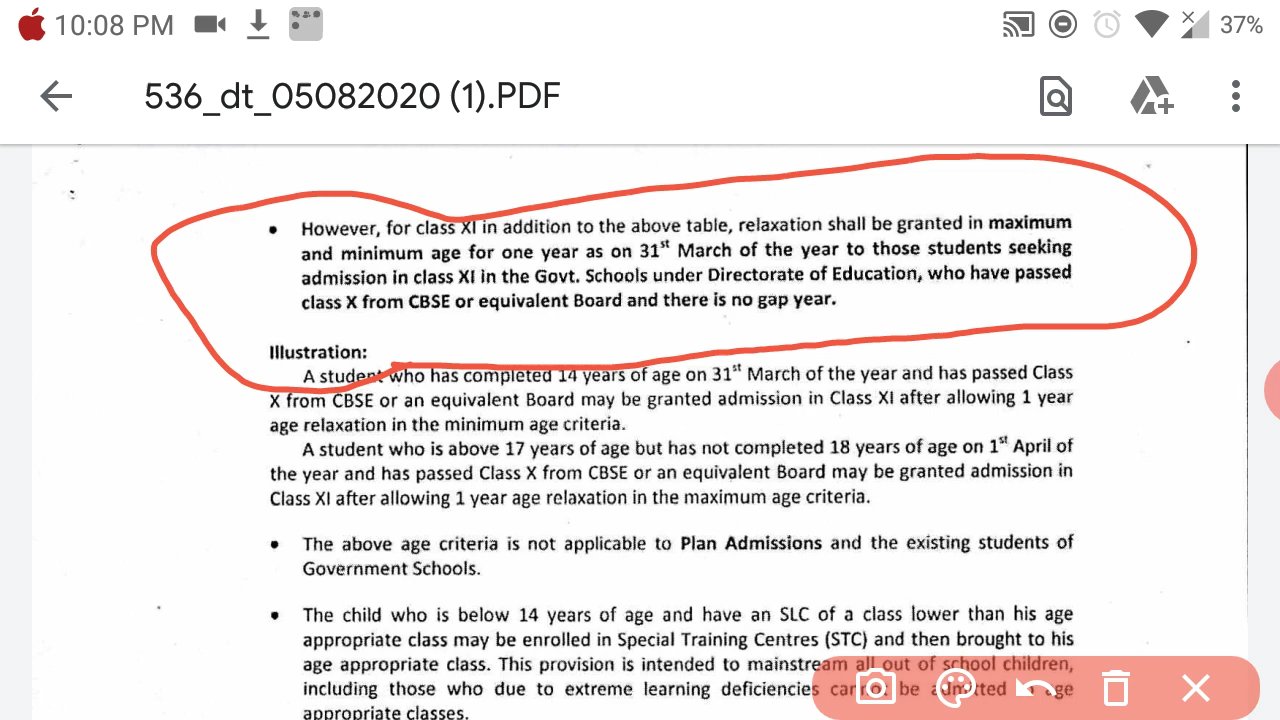 10:08 PM
37%
536_dt_05082020 (1).PDF
• However, for class XI in addition to the above table, relaxation shall be granted in maximum
and minimum age for one year as on 31st March of the year to those students seeking
admission in class XI in the Govt. Schools under Directorate of Education, who have passed
class X from CBSE or equivalent Board and there is no gap year.
Illustration:
A student who has completed 14 years of age on 31st March of the year and has passed Class
X from CBSE or an equivalent Board may be granted admission in Class XI after allowing 1 year
age relaxation in the minimum age criteria.
A student who is above 17 years of age but has not completed 18 years of age on 1st April of
the year and has passed Class X from CBSE or an equivalent Board may be granted admission in
Class XI after allowing 1 year age relaxation in the maximum age criteria.
• The above age criteria is not applicable to Plan Admissions and the existing students of
Government Schools.
• The child who is below 14 years of age and have an SLC of a class lower than his age
appropriate class may be enrolled in Special Training Centres (STC) and then brought to his
age appropriate class. This provision is intended to mainstream all out of school children,
including those who due to extreme learning deficiencies cannot be admitted age
appropriate classes.